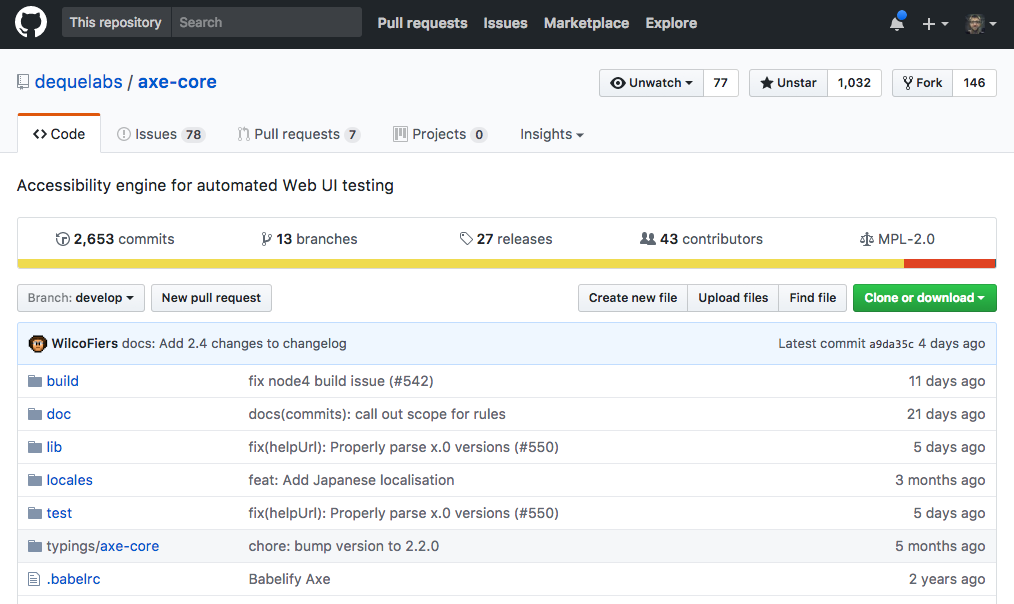 This repository Search Pull requests Issues Marketplace Explore
dequelabs / axe-core Unwatch 77 Unstar 1,032 Fork 146
Code Issues 78 Pull requests 7 Projects 0 Insights
Accessibility engine for automated Web UI testing
2,653 commits 13 branches 27 releases 43 contributors MPL-2.0
Branch: develop New pull request Create new file Upload files Find file Clone or download
WilcoFiers docs: Add 2.4 changes to changelog Latest commit a9da35c 4 days ago
build fix node4 build issue (#542) 11 days ago
doc docs(commits): call out scope for rules 21 days ago
lib fix(helpUrl): Properly parse x.0 versions (#550) 5 days ago
locales feat: Add Japanese localisation 3 months ago
test fix(helpUrl): Properly parse x.0 versions (#550) 5 days ago
typings/axe-core chore: bump version to 2.2.0 5 months ago
.babelrc Babelify Axe 2 years ago